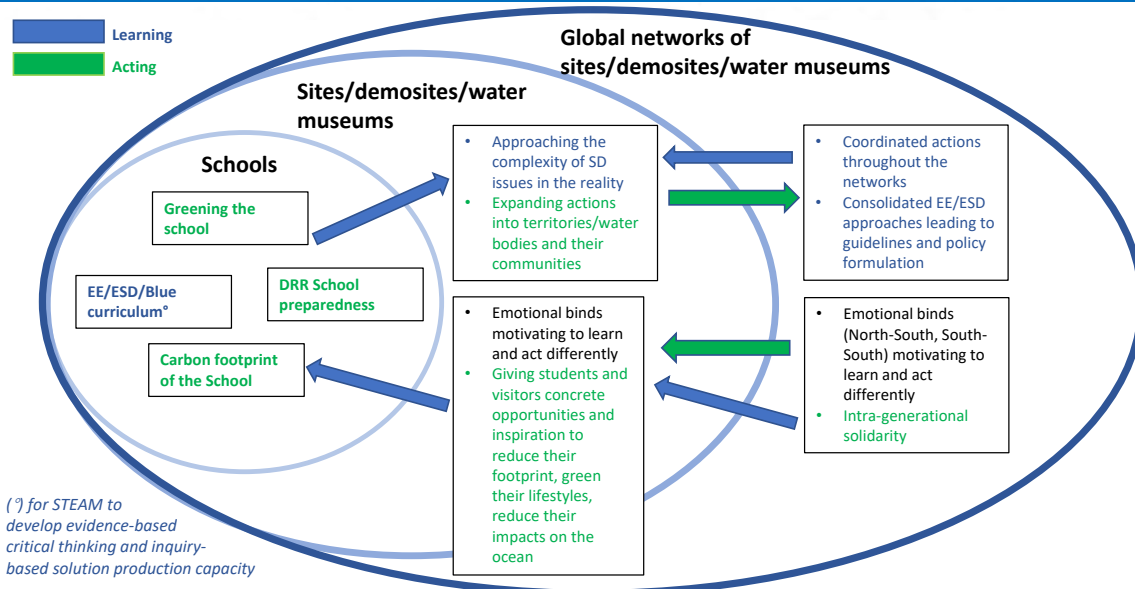 Learning
Acting
Global networks of
sites/demosites/water museums
Sites/demosites/water
museums
Schools
Greening the
school
EE/ESD/Blue
curriculum°
DRR School
preparedness
Carbon footprint
of the School
• Approaching the
complexity of SD
issues in the reality
• Expanding actions
into territories/water
bodies and their
communities
• Coordinated actions
throughout the
networks
• Consolidated EE/ESD
approaches leading to
guidelines and policy
formulation
• Emotional binds
motivating to learn
and act differently
• Giving students and
visitors concrete
opportunities and
inspiration to
reduce their
footprint, green
their lifestyles,
reduce their
impacts on the
ocean
• Emotional binds
(North-South, South-
South) motivating to
learn and act
differently
• Intra-generational
solidarity
(°) for STEAM to
develop evidence-based
critical thinking and inquiry-
based solution production capacity